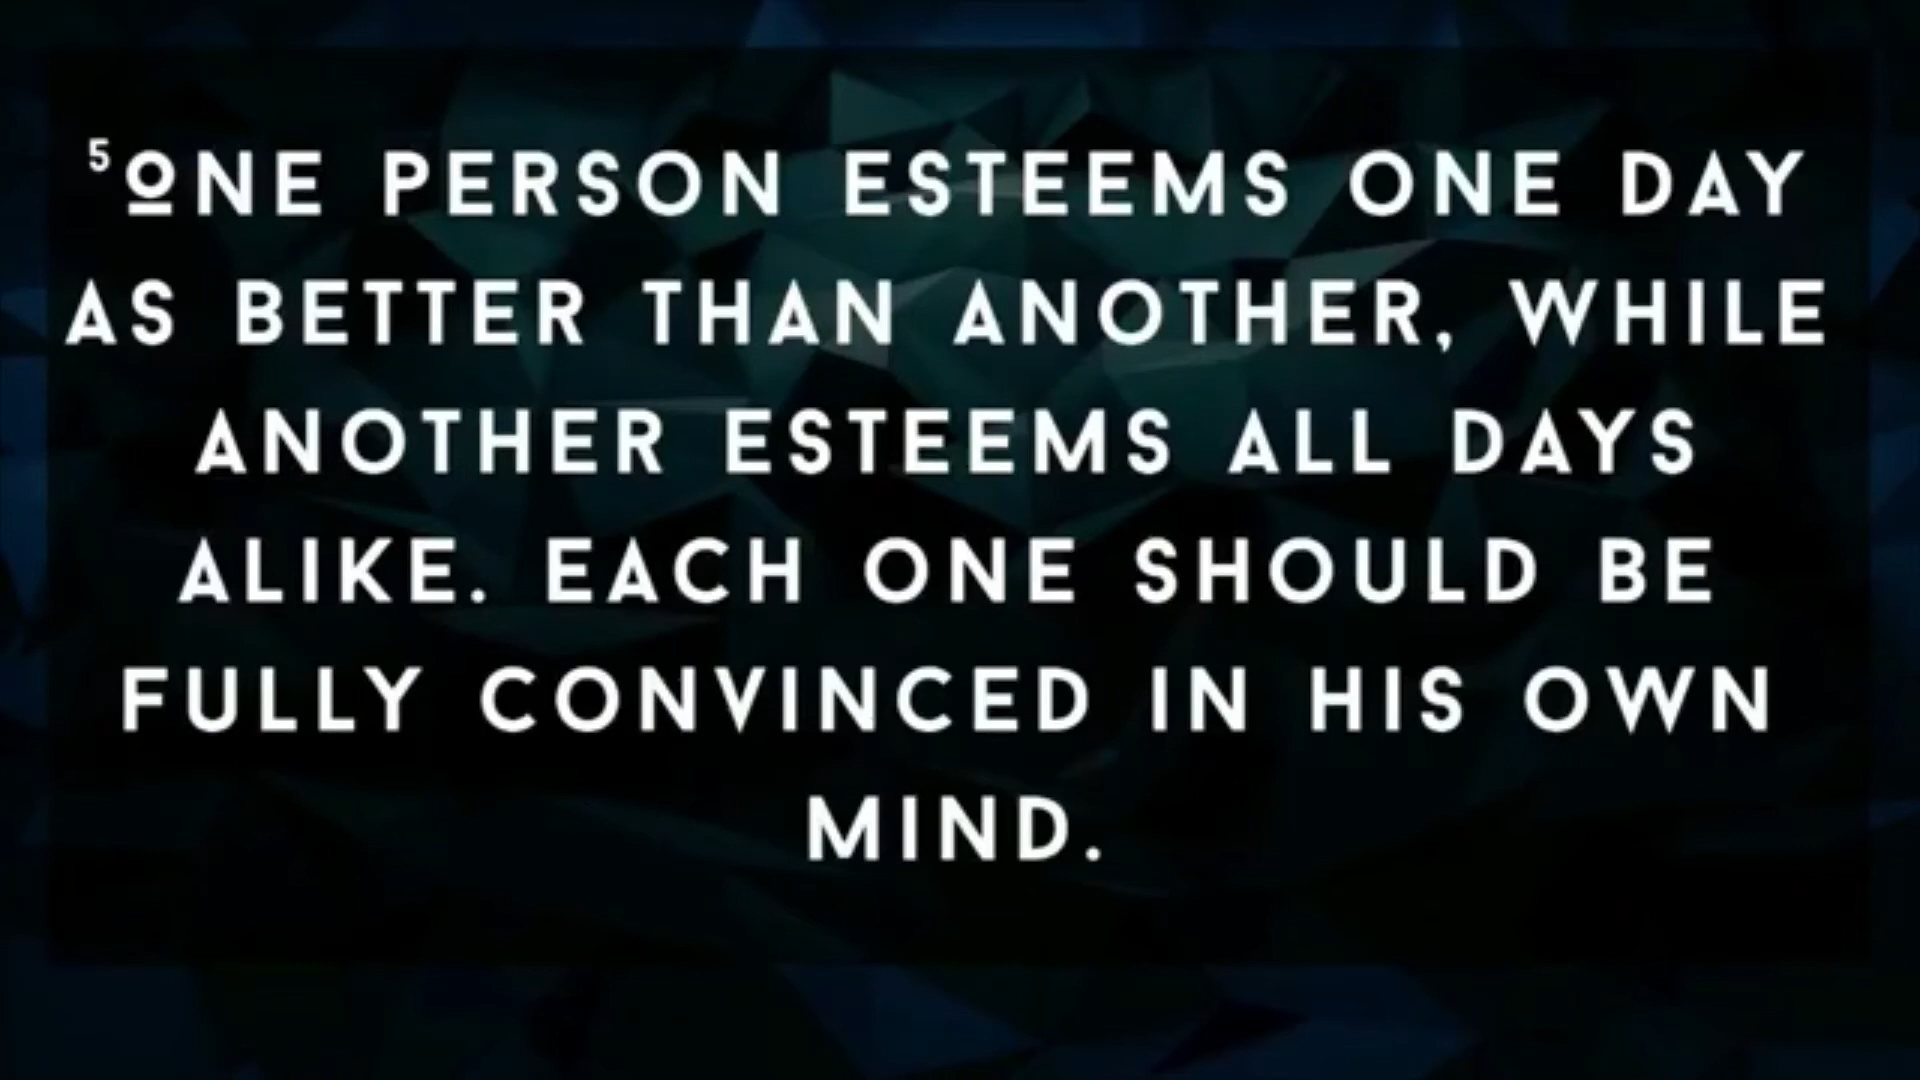 ⁵ONE PERSON ESTEEMS ONE DAY
AS BETTER THAN ANOTHER, WHILE
ANOTHER ESTEEMS ALL DAYS
ALIKE. EACH ONE SHOULD BE
FULLY CONVINCED IN HIS OWN
MIND.